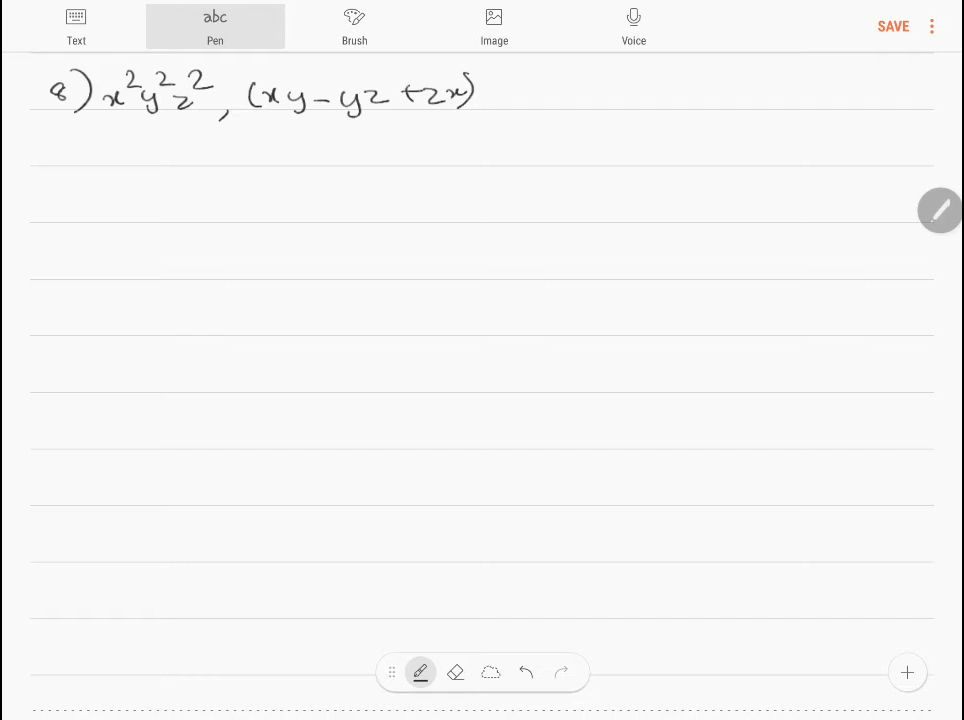 Text abc Pen Brush Image Voice SAVE
8) x²y²z², (xy - yz + zx)